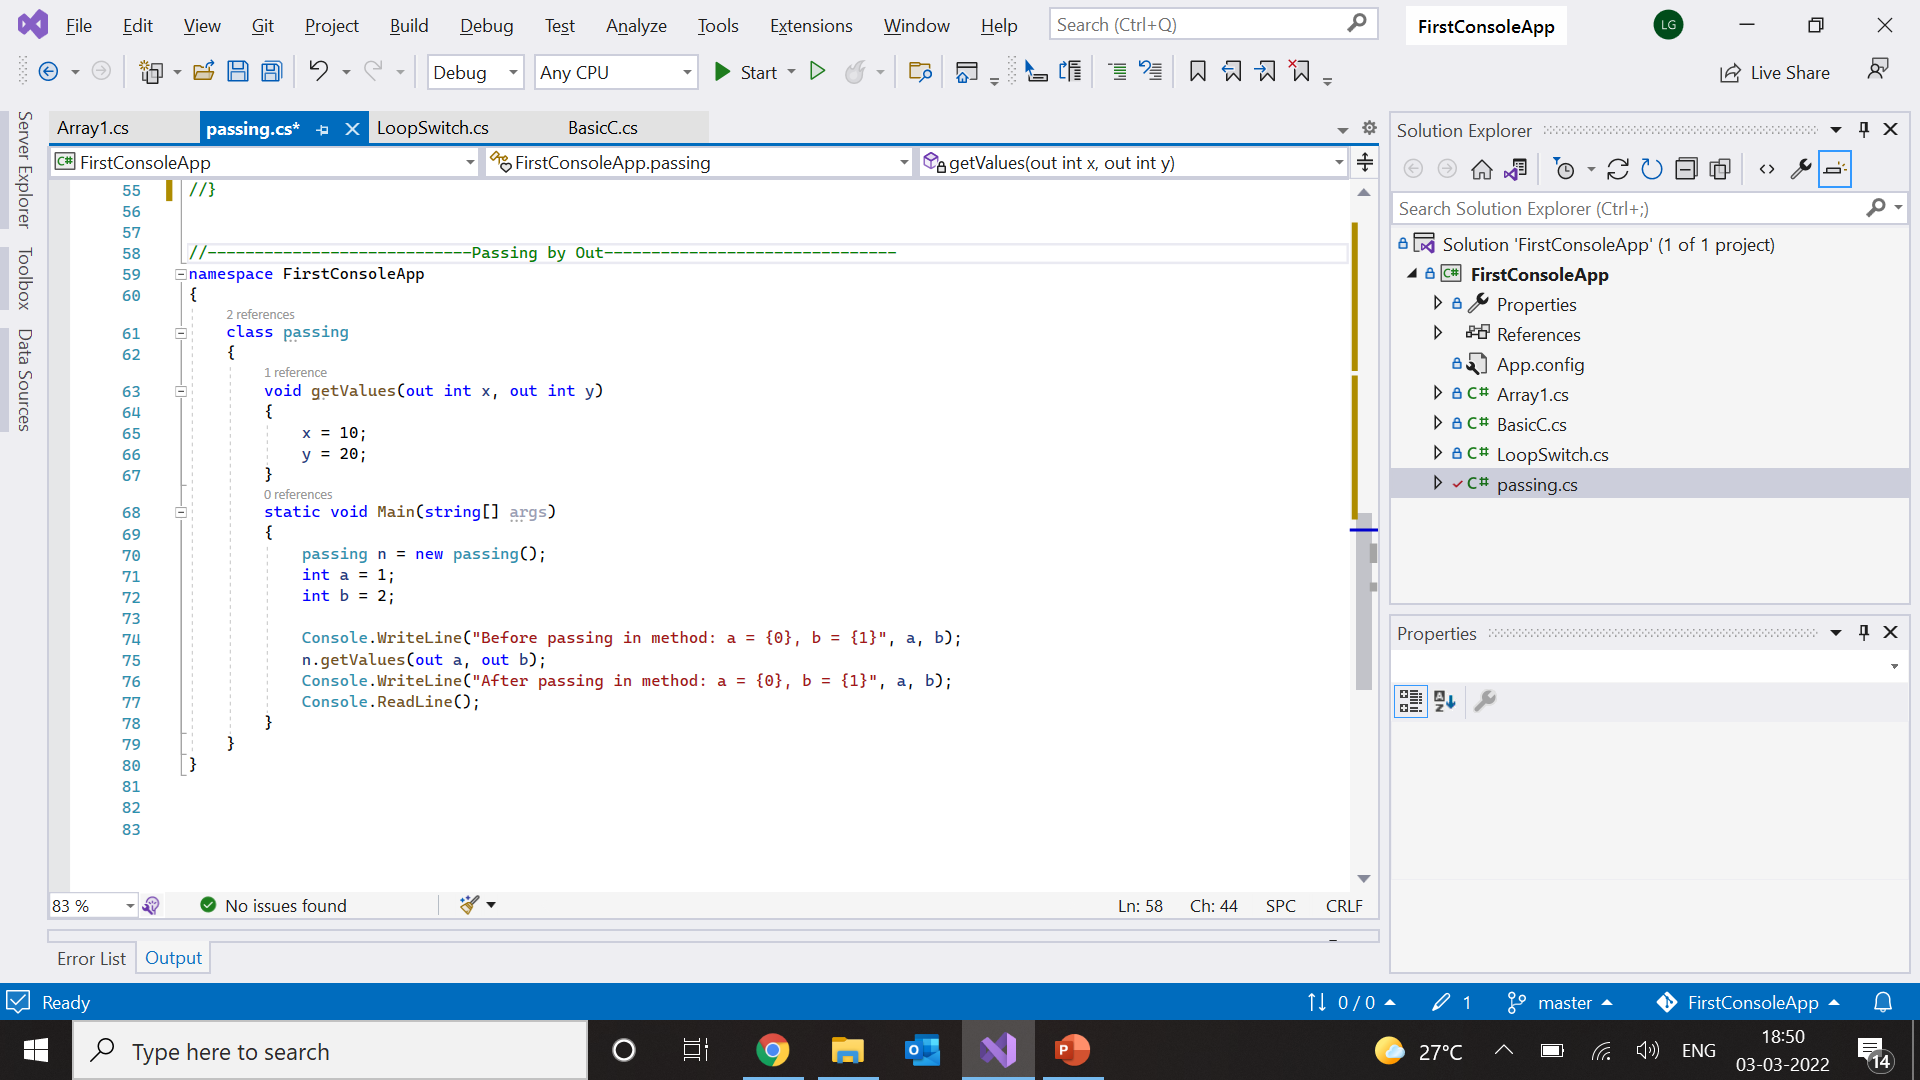 File Edit View Git Project Build Debug Test Analyze Tools Extensions Window Help Search (Ctrl+Q) FirstConsoleApp LG
Debug Any CPU Start Live Share
Server Explorer
Toolbox
Data Sources
Array1.cs passing.cs* LoopSwitch.cs BasicC.cs
FirstConsoleApp FirstConsoleApp.passing getValues(out int x, out int y)
55 //}
56
57
58 //----------------------------Passing by Out-------------------------------
59 namespace FirstConsoleApp
60 {
2 references
61 class passing
62 {
1 reference
63 void getValues(out int x, out int y)
64 {
65 x = 10;
66 y = 20;
67 }
0 references
68 static void Main(string[] args)
69 {
70 passing n = new passing();
71 int a = 1;
72 int b = 2;
73
74 Console.WriteLine("Before passing in method: a = {0}, b = {1}", a, b);
75 n.getValues(out a, out b);
76 Console.WriteLine("After passing in method: a = {0}, b = {1}", a, b);
77 Console.ReadLine();
78 }
79 }
80 }
81
82
83
83 % No issues found Ln: 58 Ch: 44 SPC CRLF
Error List Output
Solution Explorer
Search Solution Explorer (Ctrl+;)
Solution 'FirstConsoleApp' (1 of 1 project)
C# FirstConsoleApp
Properties
References
App.config
C# Array1.cs
C# BasicC.cs
C# LoopSwitch.cs
C# passing.cs
Properties
Ready 0 / 0 1 master FirstConsoleApp
Type here to search 27°C ENG 18:50
03-03-2022 14